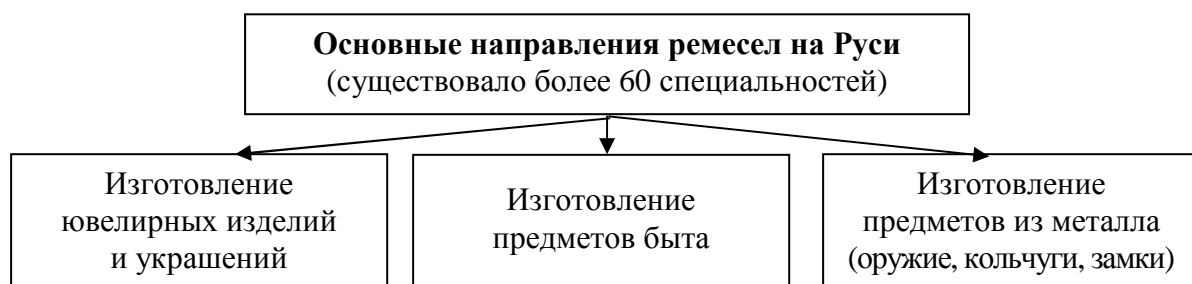 Основные направления ремесел на Руси
(существовало более 60 специальностей)
Изготовление
ювелирных изделий
и украшений
Изготовление
предметов быта
Изготовление
предметов из металла
(оружие, кольчуги, замки)